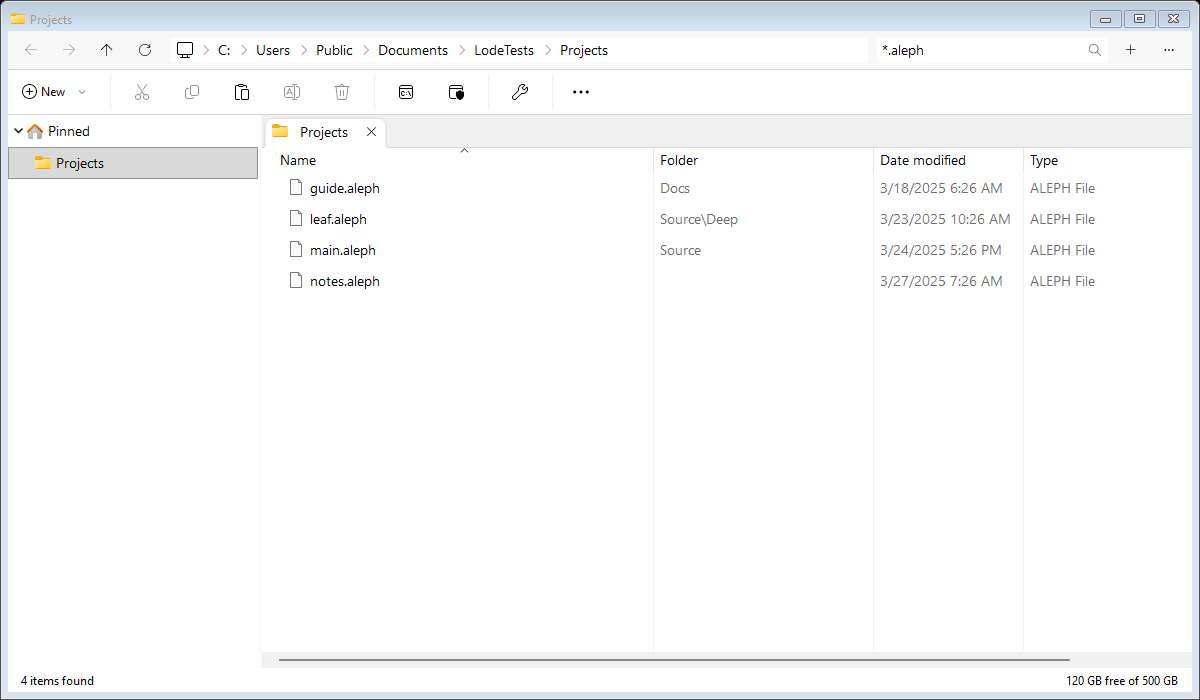 Projects
C: Users Public Documents LodeTests Projects *.aleph
New
Pinned
Projects
Projects
Name Folder Date modified Type
guide.aleph Docs 3/18/2025 6:26 AM ALEPH File
leaf.aleph Source\Deep 3/23/2025 10:26 AM ALEPH File
main.aleph Source 3/24/2025 5:26 PM ALEPH File
notes.aleph 3/27/2025 7:26 AM ALEPH File
4 items found 120 GB free of 500 GB